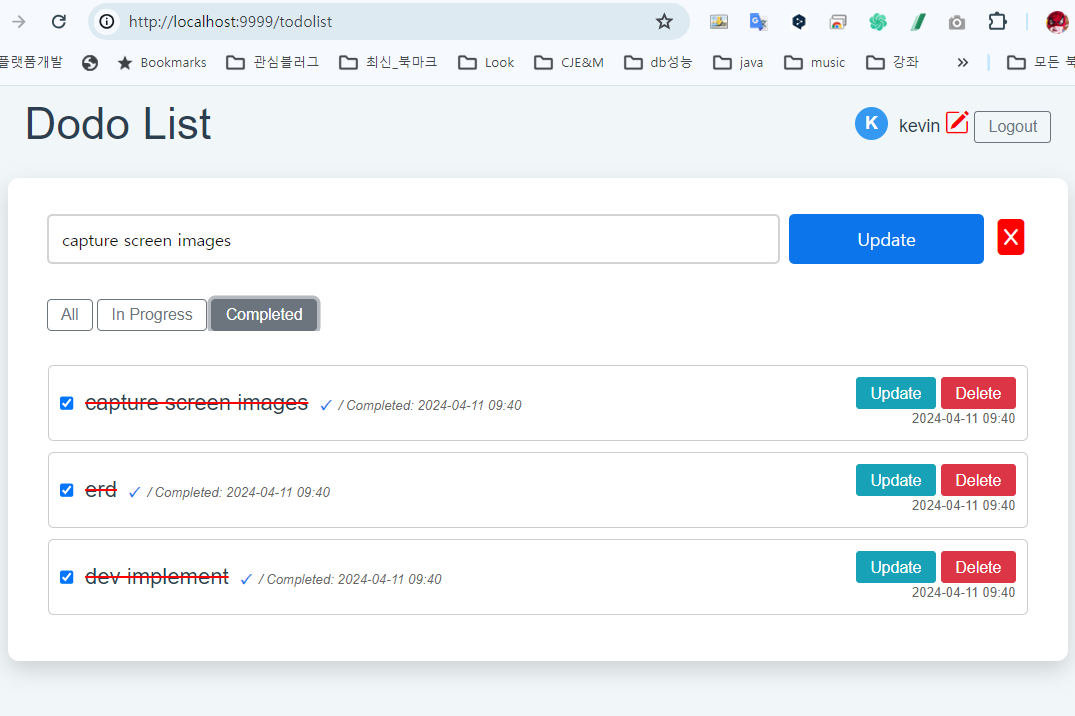 http://localhost:9999/todolist
플랫폼개발 Bookmarks 관심블러그 최신_북마크 Look CJE&M db성능 java music 강좌 » 모든 북
Dodo List
K kevin Logout
capture screen images Update X
All In Progress Completed
capture screen images ✓ / Completed: 2024-04-11 09:40 Update Delete
2024-04-11 09:40
erd ✓ / Completed: 2024-04-11 09:40 Update Delete
2024-04-11 09:40
dev implement ✓ / Completed: 2024-04-11 09:40 Update Delete
2024-04-11 09:40